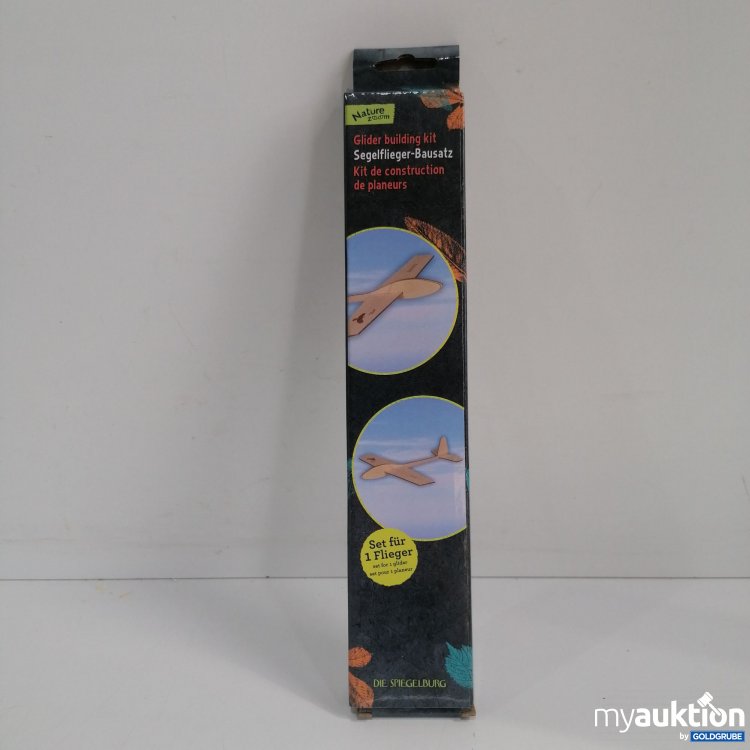 Nature
zoom
Glider building kit
Segelflieger-Bausatz
Kit de construction
de planeurs
Set für
1 Flieger
set for 1 glider
set pour 1 planeur
DIE SPIEGELBURG
myauktion
by GOLDGRUBE